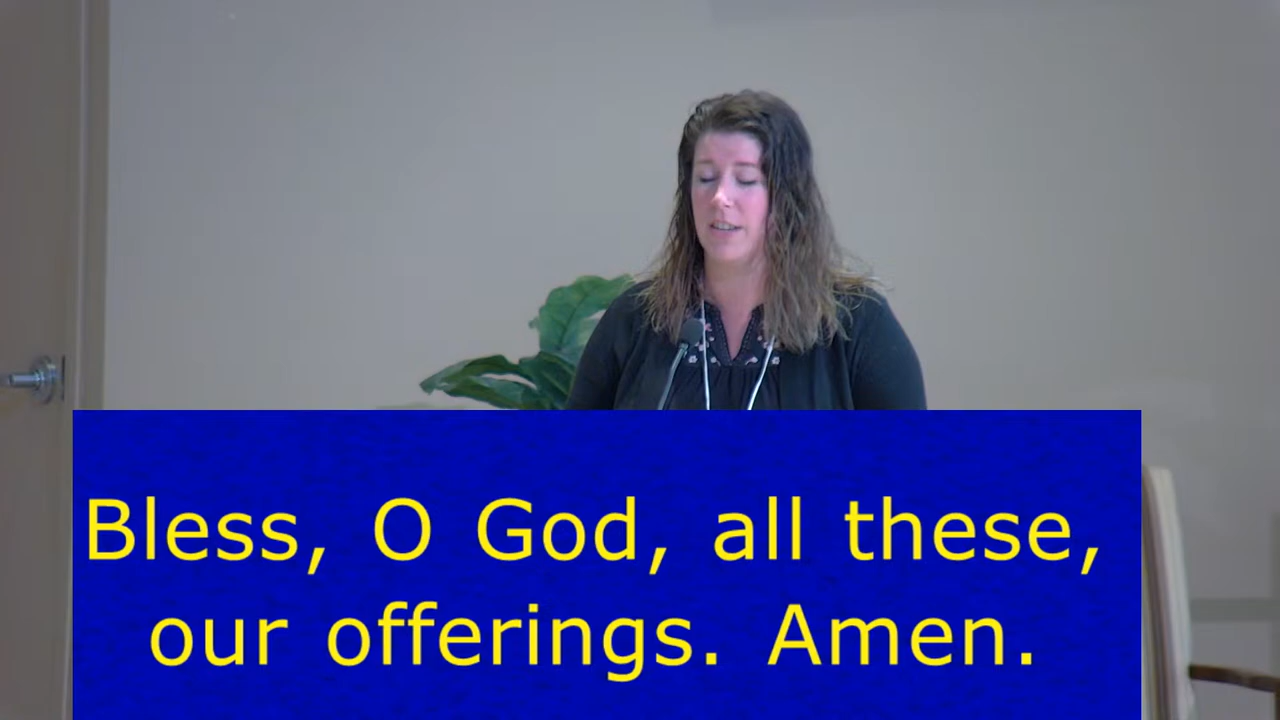 Bless, O God, all these,
our offerings. Amen.